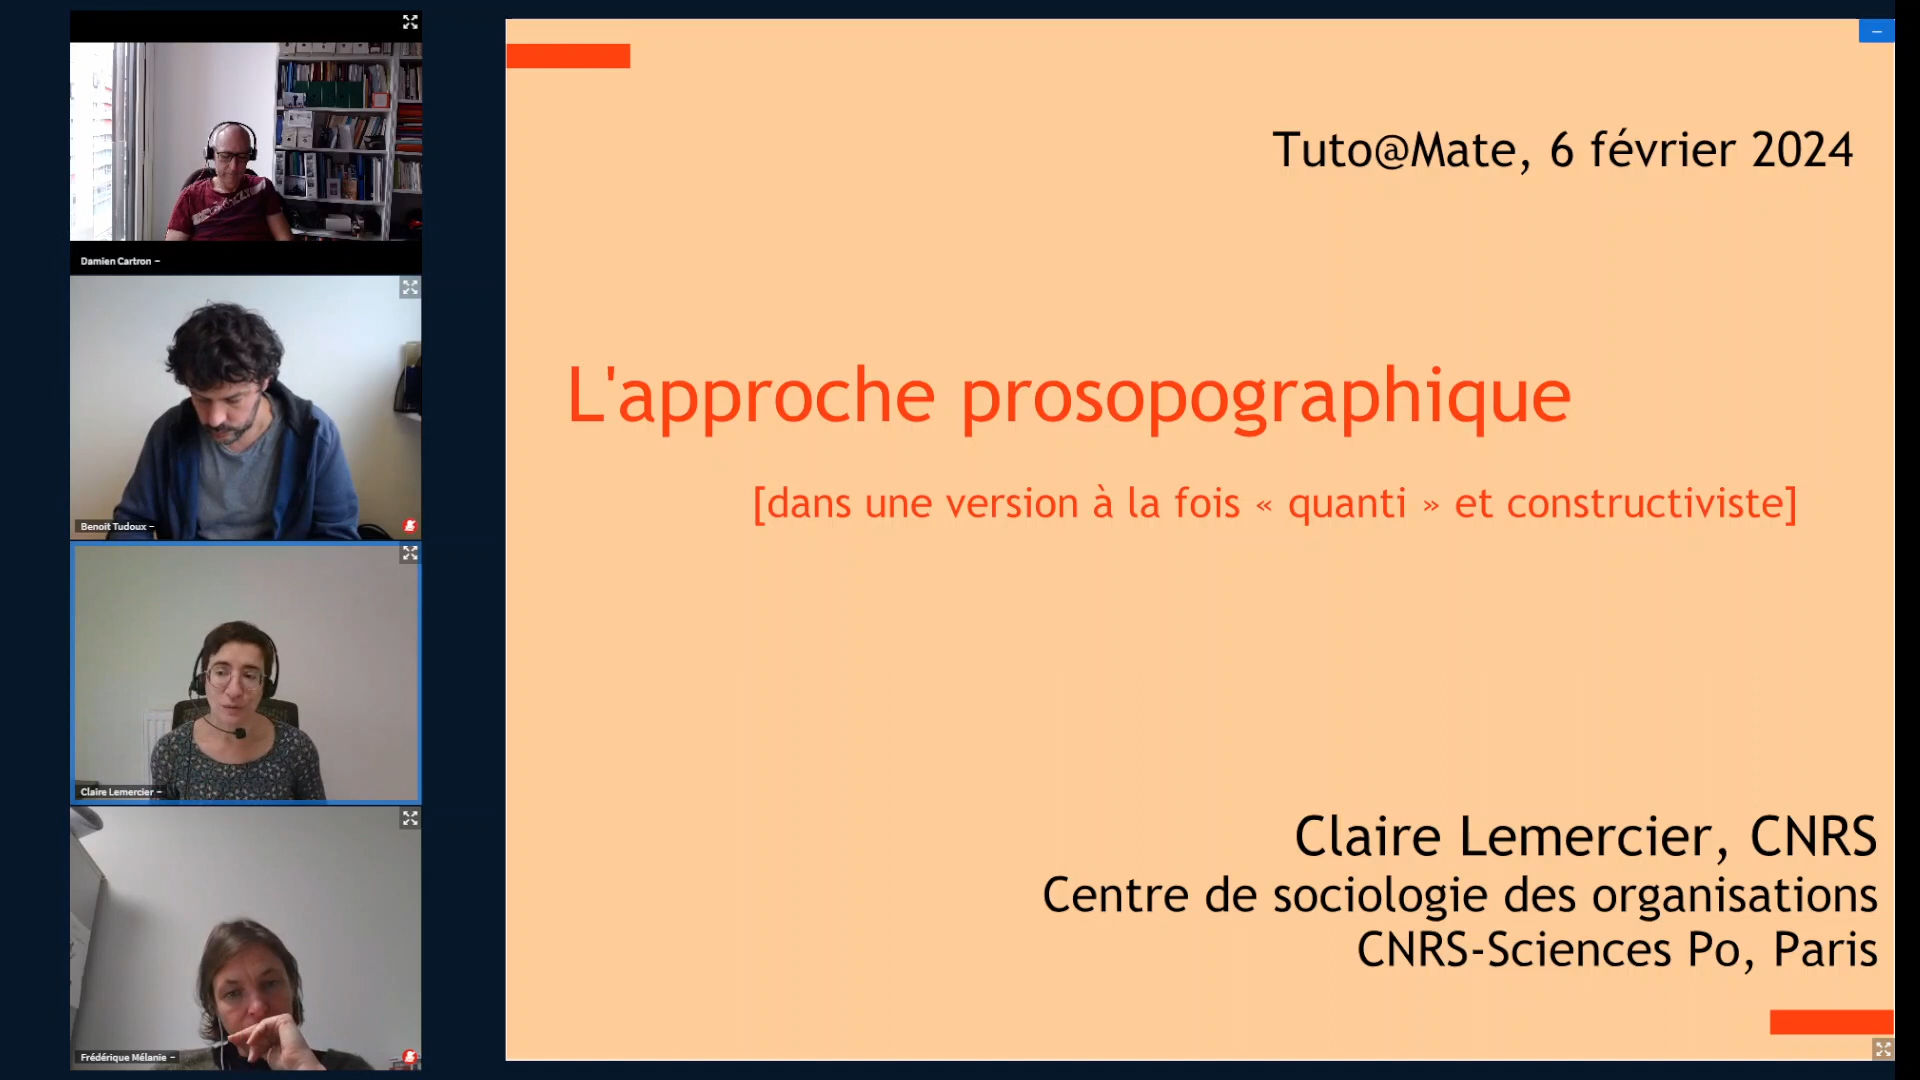 Tuto@Mate, 6 février 2024
L'approche prosopographique
[dans une version à la fois « quanti » et constructiviste]
Claire Lemercier, CNRS
Centre de sociologie des organisations
CNRS-Sciences Po, Paris
Damien Cartron
Benoît Tudoux
Claire Lemercier
Frédérique Mélanie